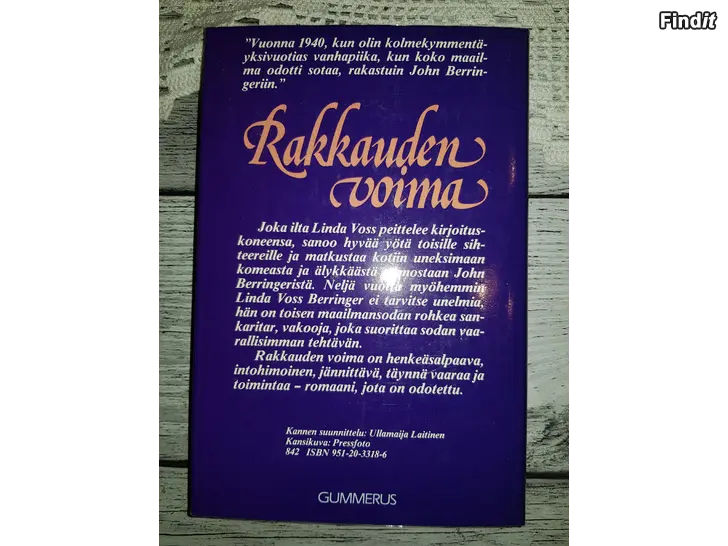 Findit
"Vuonna 1940, kun olin kolmekymmentä-
yksivuotias vanhapiika, kun koko maail-
ma odotti sotaa, rakastuin John Berrin-
geriin."
Rakkauden
voima
Joka ilta Linda Voss peittelee kirjoitus-
koneensa, sanoo hyvää yötä toisille sih-
teereille ja matkustaa kotiin uneksimaan
komeasta ja älykkäästä pomostaan John
Berringeristä. Neljä vuotta myöhemmin
Linda Voss Berringer ei tarvitse unelmia,
hän on toisen maailmansodan rohkea san-
karitar, vakooja, joka suorittaa sodan vaa-
rallisimman tehtävän.
Rakkauden voima on henkeäsalpaava,
intohimoinen, jännittävä, täynnä vaaraa ja
toimintaa – romaani, jota on odotettu.
Kannen suunnittelu: Ullamaija Laitinen
Kansikuva: Pressfoto
842 ISBN 951-20-3318-6
GUMMERUS